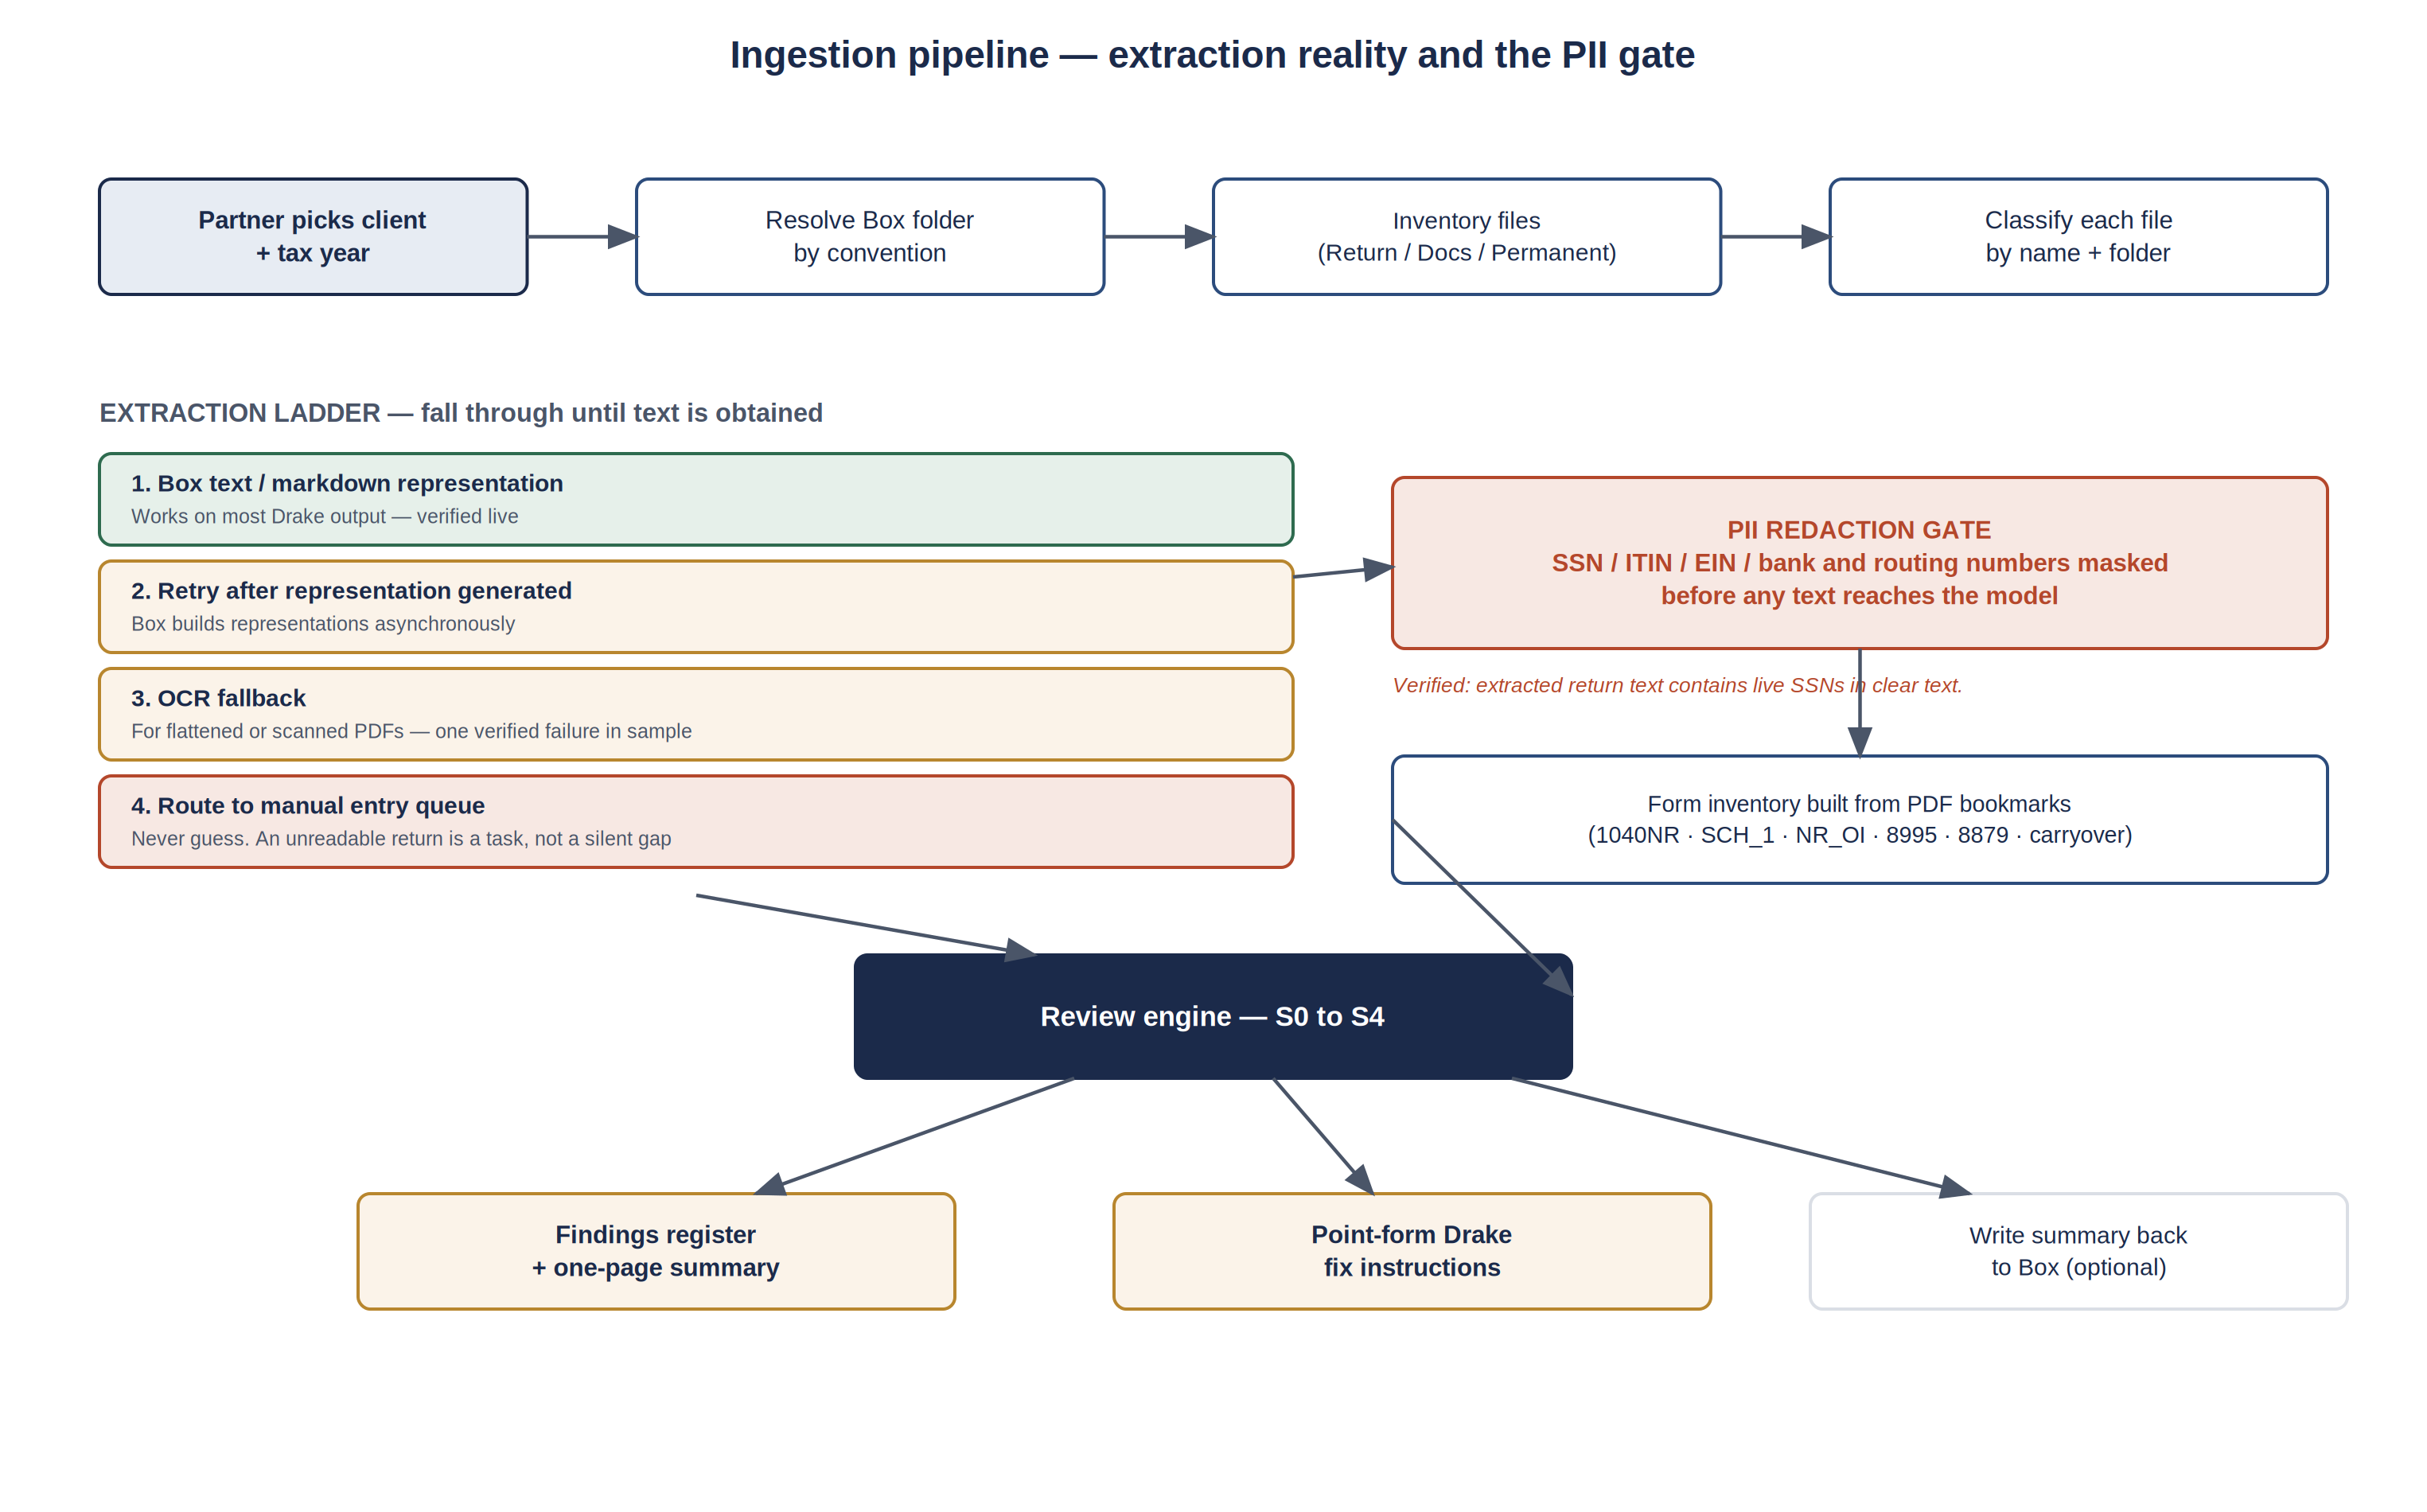 Ingestion pipeline — extraction reality and the PII gate
Partner picks client
+ tax year
Resolve Box folder
by convention
Inventory files
(Return / Docs / Permanent)
Classify each file
by name + folder
EXTRACTION LADDER — fall through until text is obtained
1. Box text / markdown representation
Works on most Drake output — verified live
2. Retry after representation generated
Box builds representations asynchronously
3. OCR fallback
For flattened or scanned PDFs — one verified failure in sample
4. Route to manual entry queue
Never guess. An unreadable return is a task, not a silent gap
PII REDACTION GATE
SSN / ITIN / EIN / bank and routing numbers masked
before any text reaches the model
Verified: extracted return text contains live SSNs in clear text.
Form inventory built from PDF bookmarks
(1040NR · SCH_1 · NR_OI · 8995 · 8879 · carryover)
Review engine — S0 to S4
Findings register
+ one-page summary
Point-form Drake
fix instructions
Write summary back
to Box (optional)